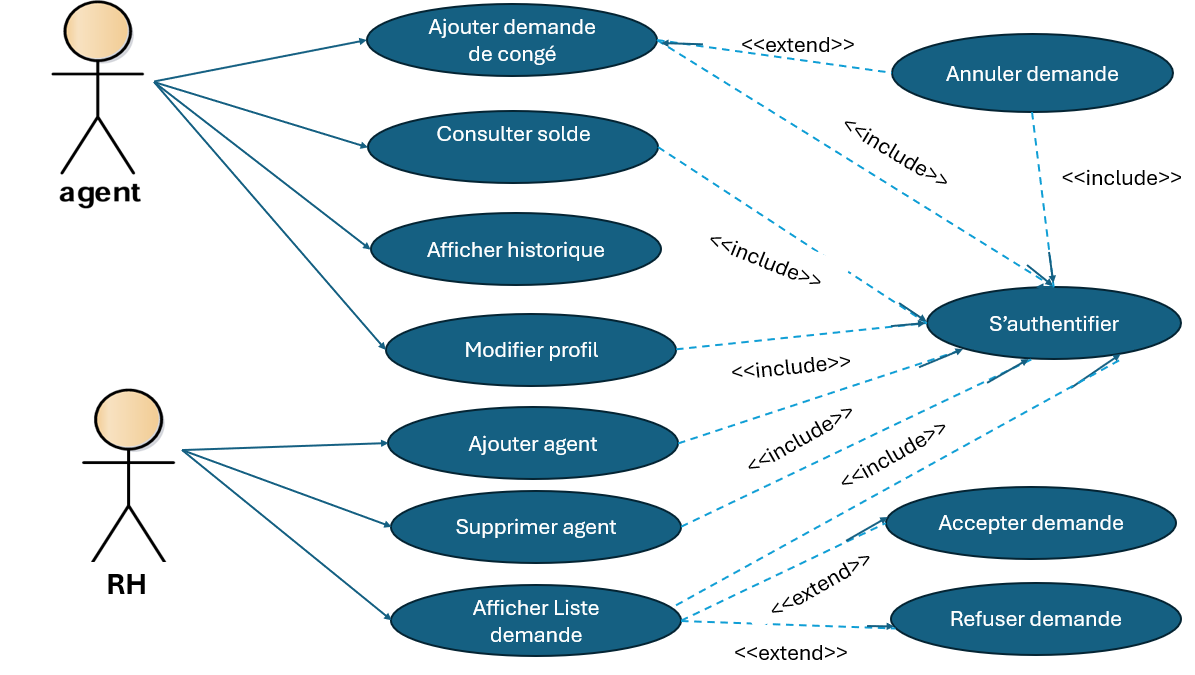 Ajouter demande
de congé
<<extend>>
Annuler demande
Consulter solde
<<include>>
<<include>>
agent
Afficher historique
<<include>>
S’authentifier
Modifier profil
<<include>>
Ajouter agent
<<include>>
<<include>>
Supprimer agent
Accepter demande
RH
<<extend>>
Afficher Liste
demande
Refuser demande
<<extend>>